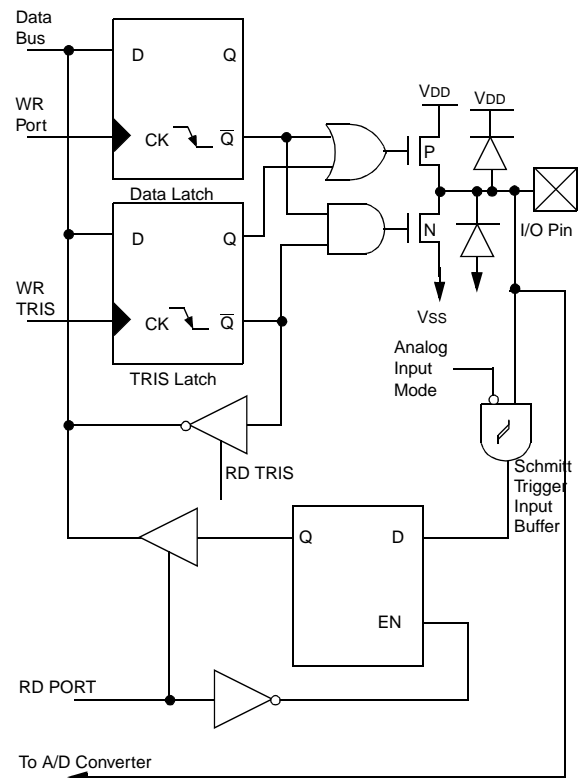 Data
Bus
D
Q
VDD
VDD
WR
Port
CK
Q
P
Data Latch
D
Q
N
I/O Pin
WR
TRIS
CK
Q
VSS
TRIS Latch
Analog
Input
Mode
RD TRIS
Schmitt
Trigger
Input
Buffer
Q
D
EN
RD PORT
To A/D Converter